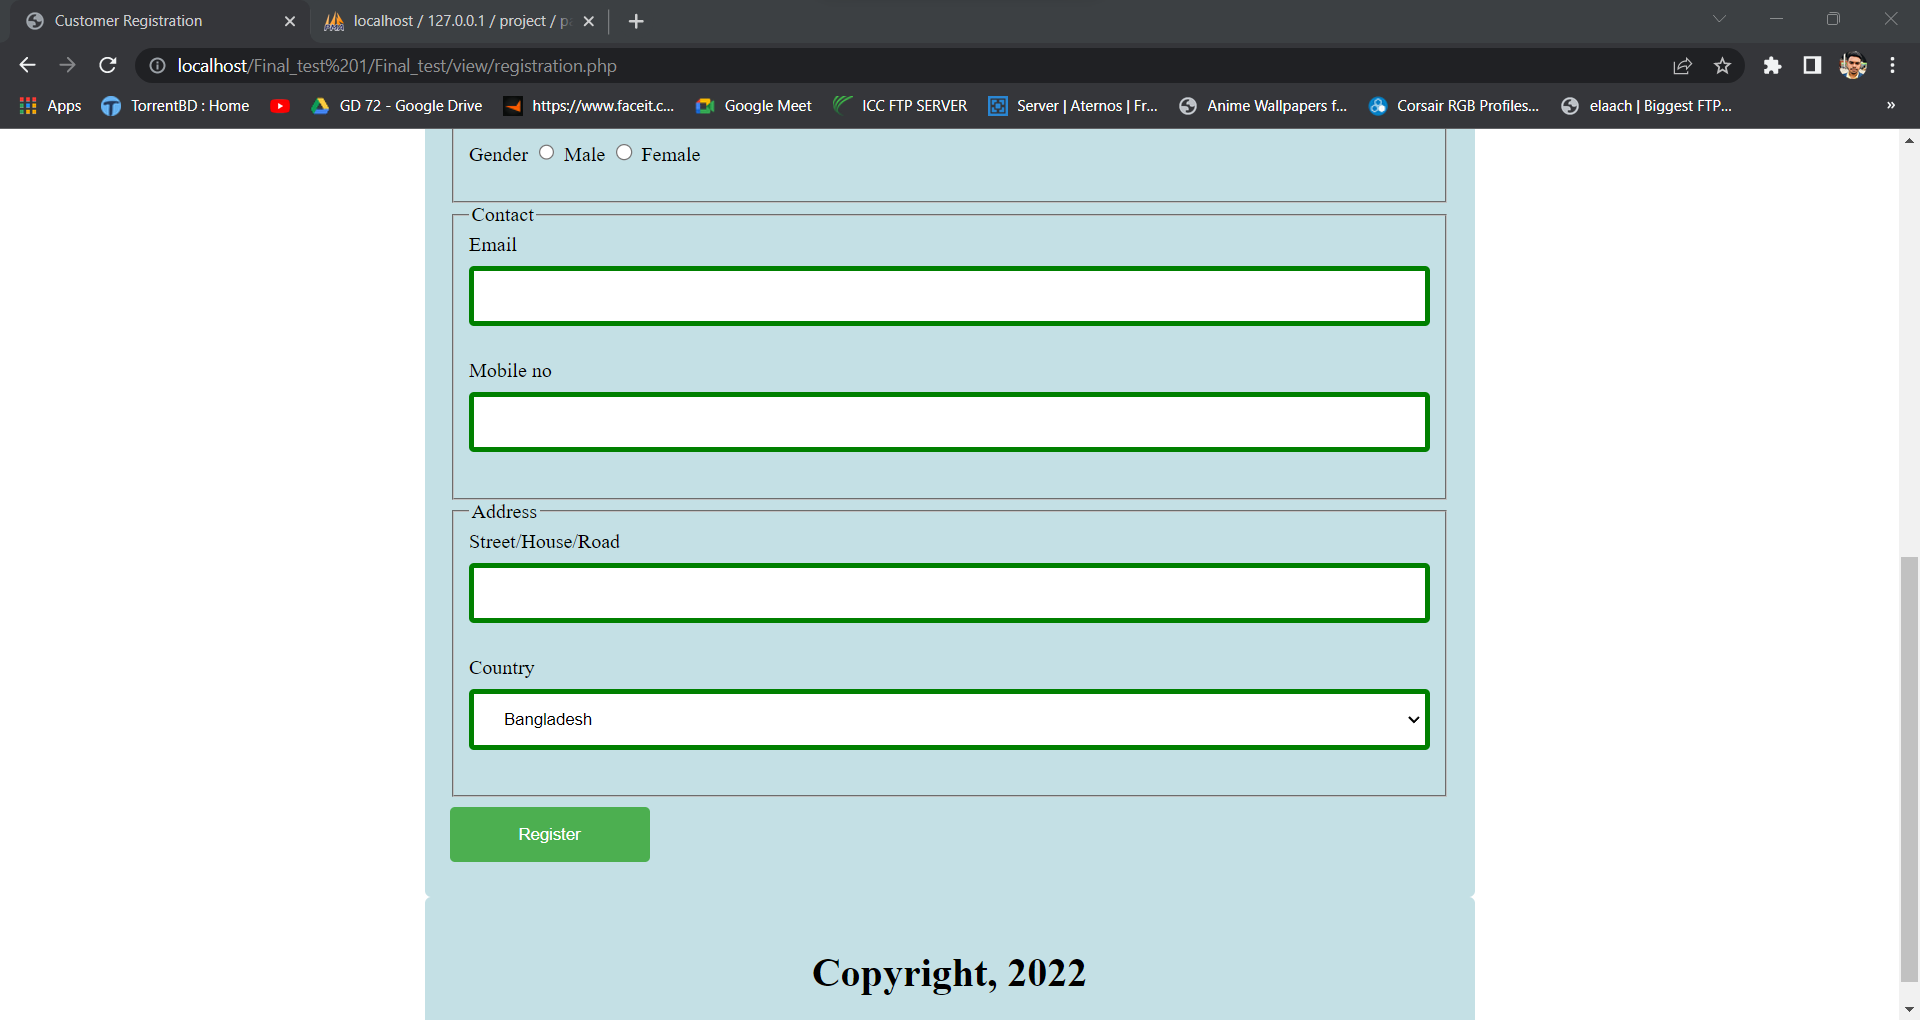 Customer Registration
localhost / 127.0.0.1 / project / p
localhost/Final_test%201/Final_test/view/registration.php
Apps TorrentBD : Home GD 72 - Google Drive https://www.faceit.c... Google Meet ICC FTP SERVER Server | Aternos | Fr... Anime Wallpapers f... Corsair RGB Profiles... elaach | Biggest FTP... »
Gender Male Female
Contact
Email
Mobile no
Address
Street/House/Road
Country
Bangladesh
Register
Copyright, 2022